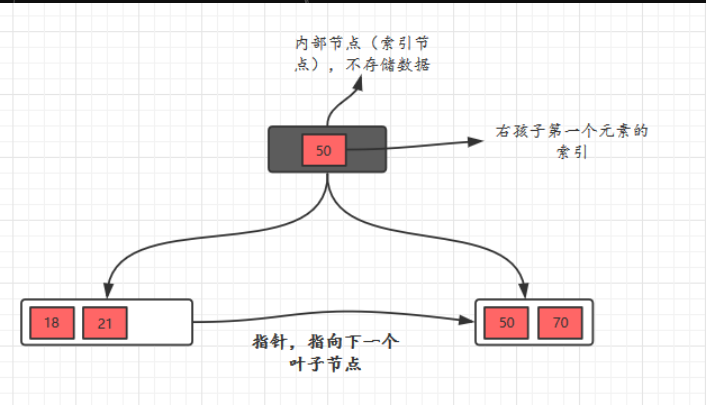 内部节点（索引节
点），不存储数据
50
右孩子第一个元素的
索引
18
21
指针，指向下一个
叶子节点
50
70